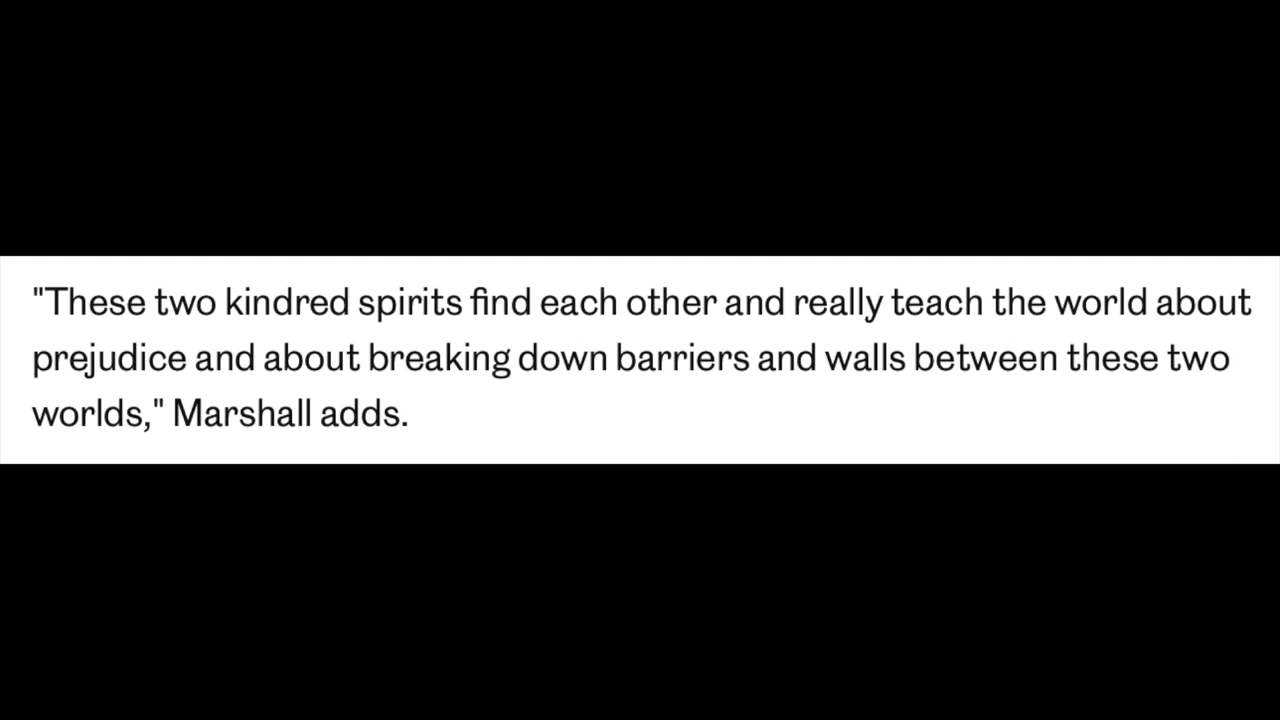 "These two kindred spirits find each other and really teach the world about
prejudice and about breaking down barriers and walls between these two
worlds," Marshall adds.